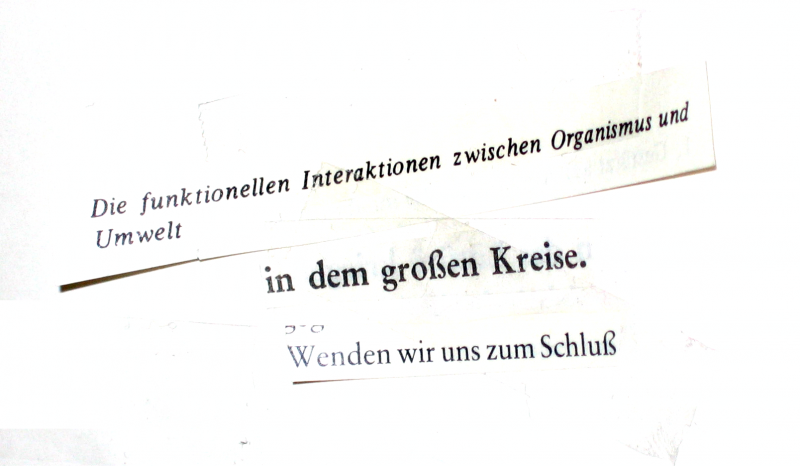 Die funktionellen Interaktionen zwischen Organismus und
Umwelt
in dem großen Kreise.
Wenden wir uns zum Schluß